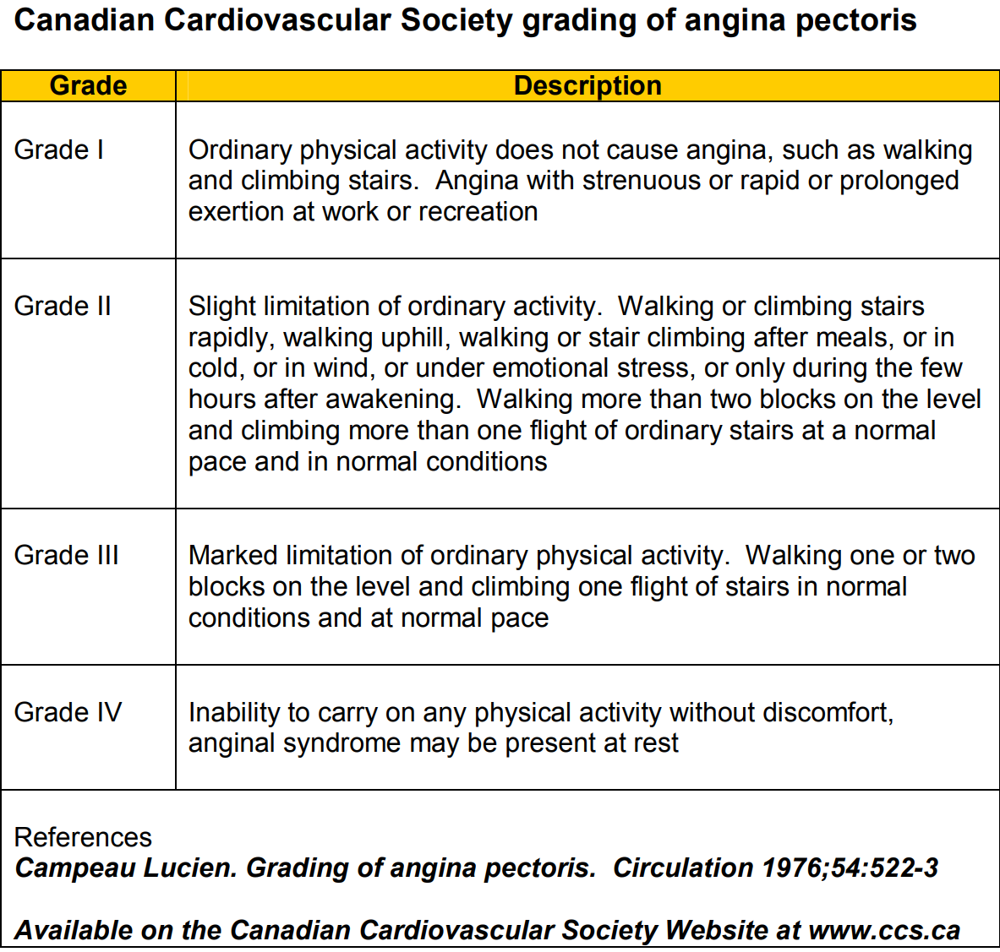 Canadian Cardiovascular Society grading of angina pectoris
Grade Description
Grade I
Ordinary physical activity does not cause angina, such as walking
and climbing stairs.  Angina with strenuous or rapid or prolonged
exertion at work or recreation
Grade II
Slight limitation of ordinary activity.  Walking or climbing stairs
rapidly, walking uphill, walking or stair climbing after meals, or in
cold, or in wind, or under emotional stress, or only during the few
hours after awakening.  Walking more than two blocks on the level
and climbing more than one flight of ordinary stairs at a normal
pace and in normal conditions
Grade III
Marked limitation of ordinary physical activity.  Walking one or two
blocks on the level and climbing one flight of stairs in normal
conditions and at normal pace
Grade IV
Inability to carry on any physical activity without discomfort,
anginal syndrome may be present at rest
References
Campeau Lucien. Grading of angina pectoris.  Circulation 1976;54:522-3
Available on the Canadian Cardiovascular Society Website at www.ccs.ca